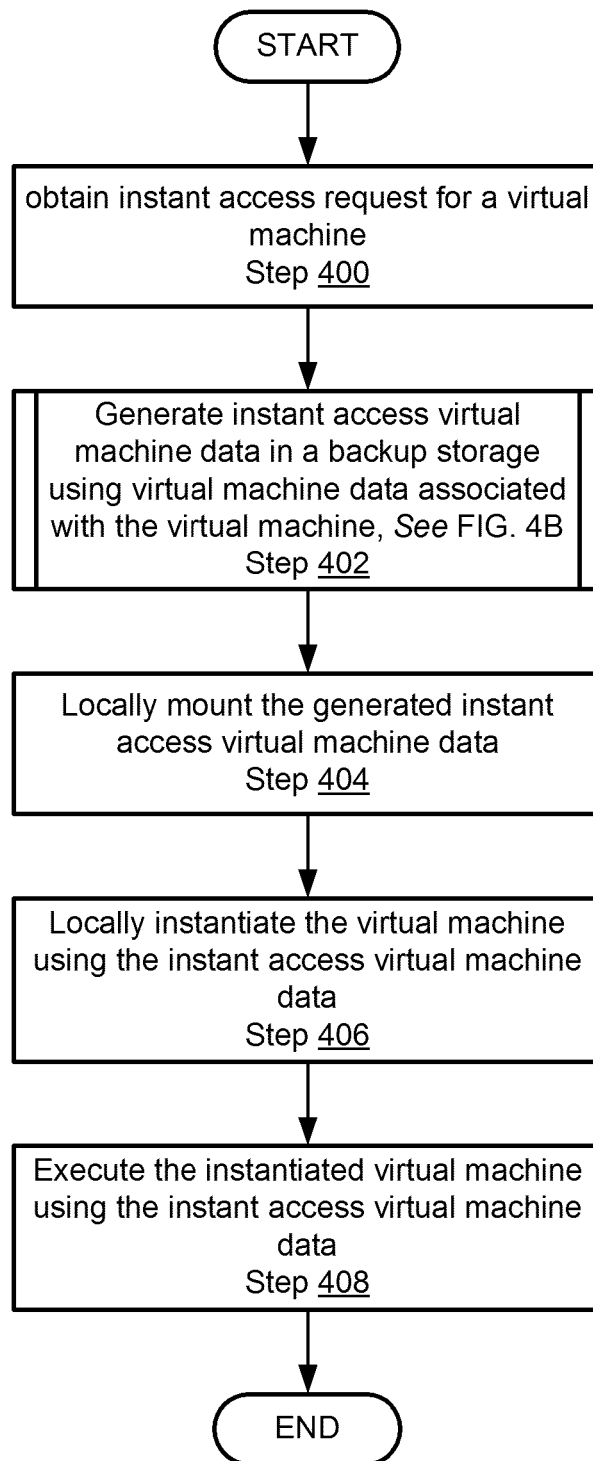 START
obtain instant access request for a virtual
machine
Step 400
Generate instant access virtual
machine data in a backup storage
using virtual machine data associated
with the virtual machine, See FIG. 4B
Step 402
Locally mount the generated instant
access virtual machine data
Step 404
Locally instantiate the virtual machine
using the instant access virtual machine
data
Step 406
Execute the instantiated virtual machine
using the instant access virtual machine
data
Step 408
END